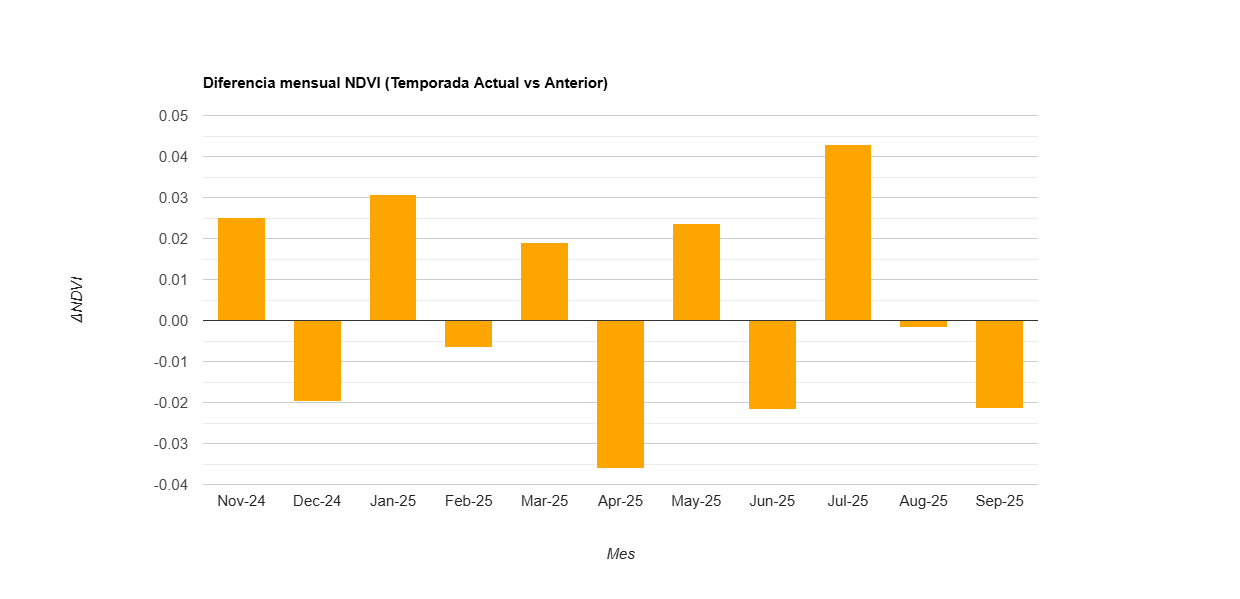 Diferencia mensual NDVI (Temporada Actual vs Anterior)
0.05
0.04
0.03
0.02
0.01
0.00
-0.01
-0.02
-0.03
-0.04
ΔNDVI
Nov-24 Dec-24 Jan-25 Feb-25 Mar-25 Apr-25 May-25 Jun-25 Jul-25 Aug-25 Sep-25
Mes